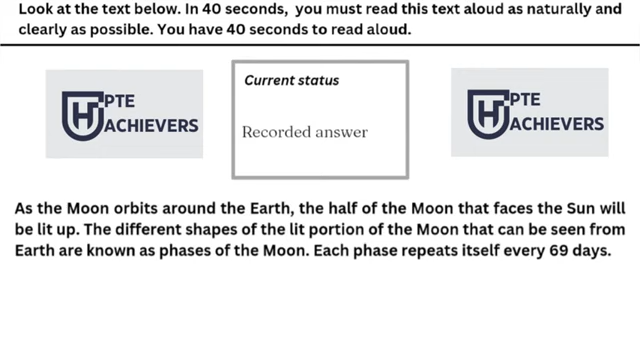 Look at the text below. In 40 seconds, you must read this text aloud as naturally and
clearly as possible. You have 40 seconds to read aloud.
PTE
ACHIEVERS
Current status
Recorded answer
PTE
ACHIEVERS
As the Moon orbits around the Earth, the half of the Moon that faces the Sun will
be lit up. The different shapes of the lit portion of the Moon that can be seen from
Earth are known as phases of the Moon. Each phase repeats itself every 69 days.